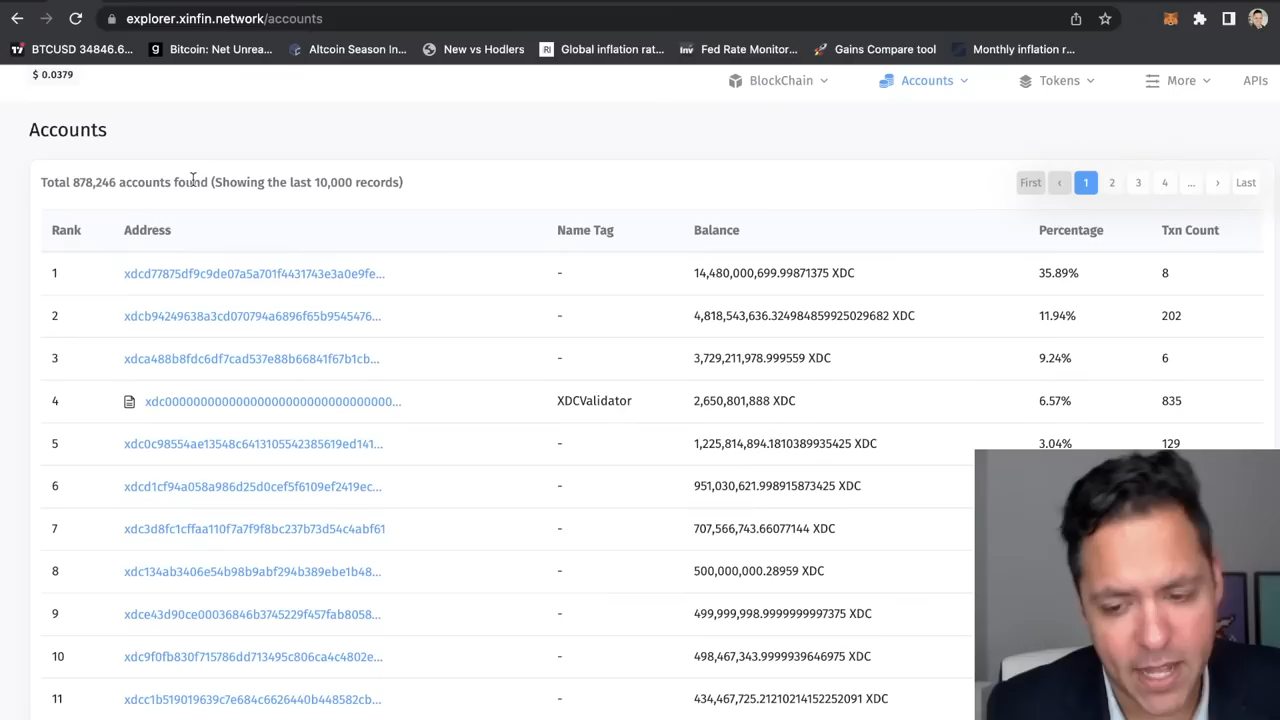 explorer.xinfin.network/accounts
BTCUSD 34846.6... Bitcoin: Net Unrea... Altcoin Season In... New vs Hodlers Global inflation rat... Fed Rate Monitor... Gains Compare tool Monthly inflation r...
$ 0.0379 BlockChain Accounts Tokens More APIs
Accounts
Total 878,246 accounts found (Showing the last 10,000 records) First ‹ 1 2 3 4 ... › Last
Rank Address Name Tag Balance Percentage Txn Count
1 xdcd77875df9c9de07a5a701f4431743e3a0e9fe... - 14,480,000,699.99871375 XDC 35.89% 8
2 xdcb94249638a3cd070794a6896f65b9545476... - 4,818,543,636.324984859925029682 XDC 11.94% 202
3 xdca488b8fdc6df7cad537e88b66841f67b1cb... - 3,729,211,978.999559 XDC 9.24% 6
4 xdc00000000000000000000000000000000... XDCValidator 2,650,801,888 XDC 6.57% 835
5 xdc0c98554ae13548c6413105542385619ed141... - 1,225,814,894.1810389935425 XDC 3.04% 129
6 xdcd1cf94a058a986d25d0cef5f6109ef2419ec... - 951,030,621.998915873425 XDC
7 xdc3d8fc1cffaa110f7a7f9f8bc237b73d54c4abf61 - 707,566,743.66077144 XDC
8 xdc134ab3406e54b98b9abf294b389ebe1b48... - 500,000,000.28959 XDC
9 xdce43d90ce00036846b3745229f457fab8058... - 499,999,998.9999999997375 XDC
10 xdc9f0fb830f715786dd713495c806ca4c4802e... - 498,467,343.9999939646975 XDC
11 xdcc1b519019639c7e684c6626440b448582cb... - 434,467,725.21210214152252091 XDC